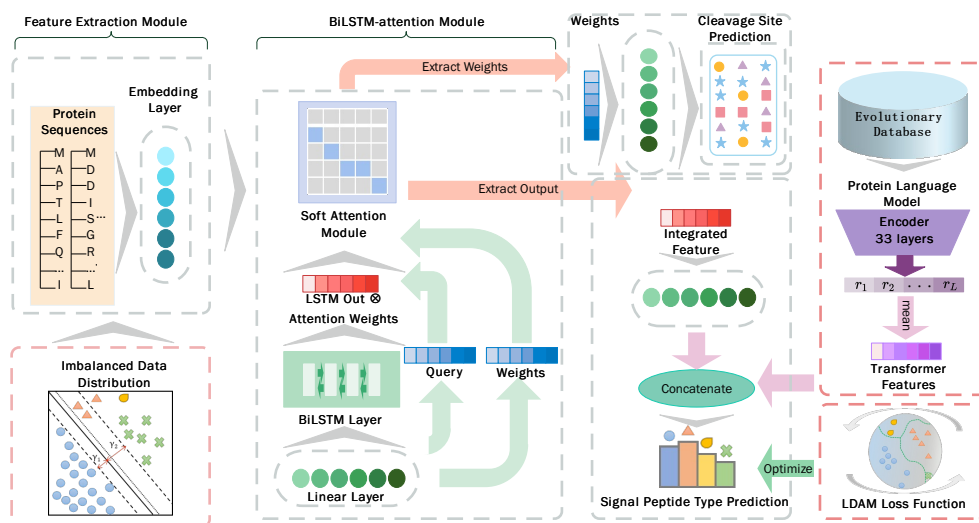 Feature Extraction Module
Protein
Sequences
M
A
P
T
L
F
Q
...
I
M
D
D
I
S...
G
R
...
L
Embedding
Layer
Imbalanced Data
Distribution
γ1
γ2
BiLSTM-attention Module
Extract Weights
Soft Attention
Module
Extract Output
LSTM Out ⊗
Attention Weights
BiLSTM Layer
Query
Weights
Linear Layer
Weights
Cleavage Site
Prediction
Integrated
Feature
Concatenate
Signal Peptide Type Prediction
Optimize
Evolutionary
Database
Protein Language
Model
Encoder
33 layers
r1 r2 · · · rL
mean
Transformer
Features
LDAM Loss Function